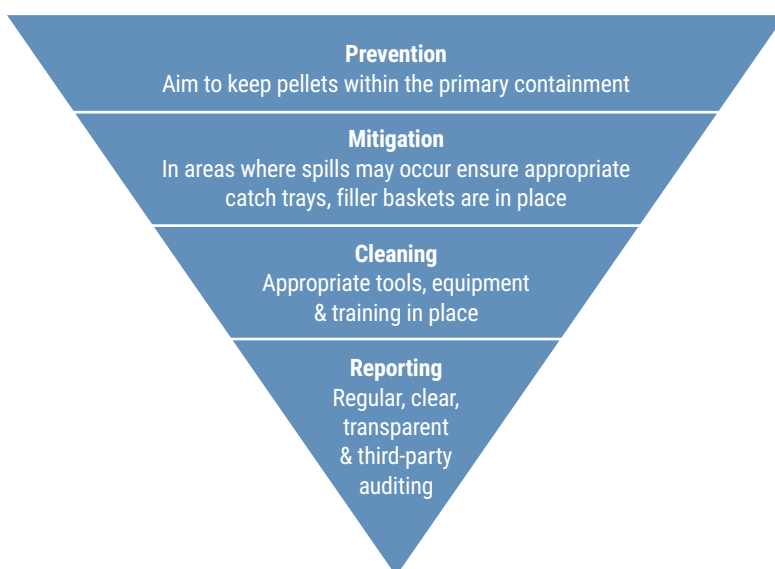 Prevention
Aim to keep pellets within the primary containment
Mitigation
In areas where spills may occur ensure appropriate
catch trays, filler baskets are in place
Cleaning
Appropriate tools, equipment
& training in place
Reporting
Regular, clear,
transparent
& third-party
auditing